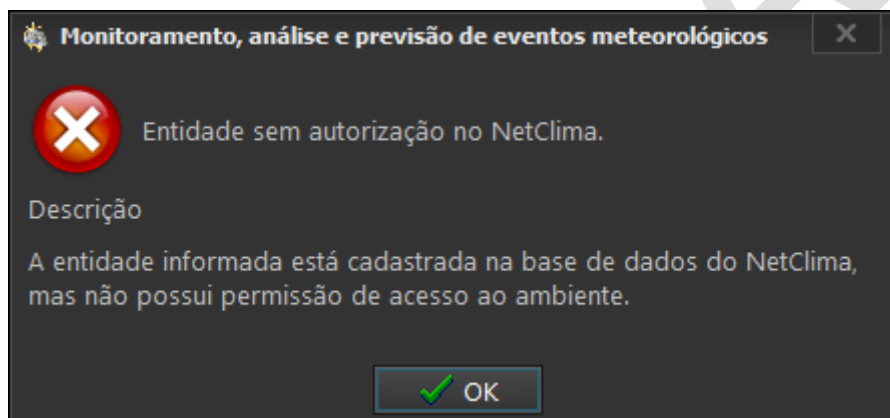 Monitoramento, análise e previsão de eventos meteorológicos
Entidade sem autorização no NetClima.
Descrição
A entidade informada está cadastrada na base de dados do NetClima,
mas não possui permissão de acesso ao ambiente.
OK